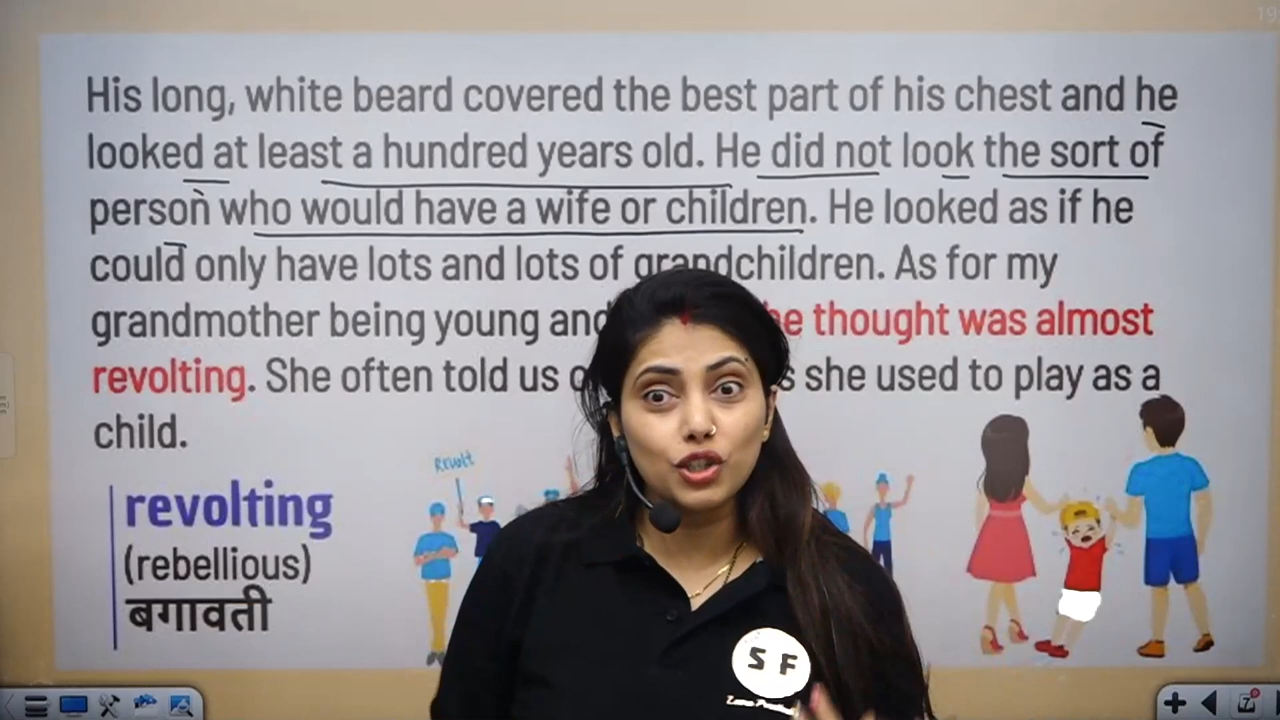 His long, white beard covered the best part of his chest and he
looked at least a hundred years old. He did not look the sort of
person who would have a wife or children. He looked as if he
could only have lots and lots of grandchildren. As for my
grandmother being young and he thought was almost
revolting. She often told us s she used to play as a
child.
Revolt
revolting
(rebellious)
बगावती
S F
7